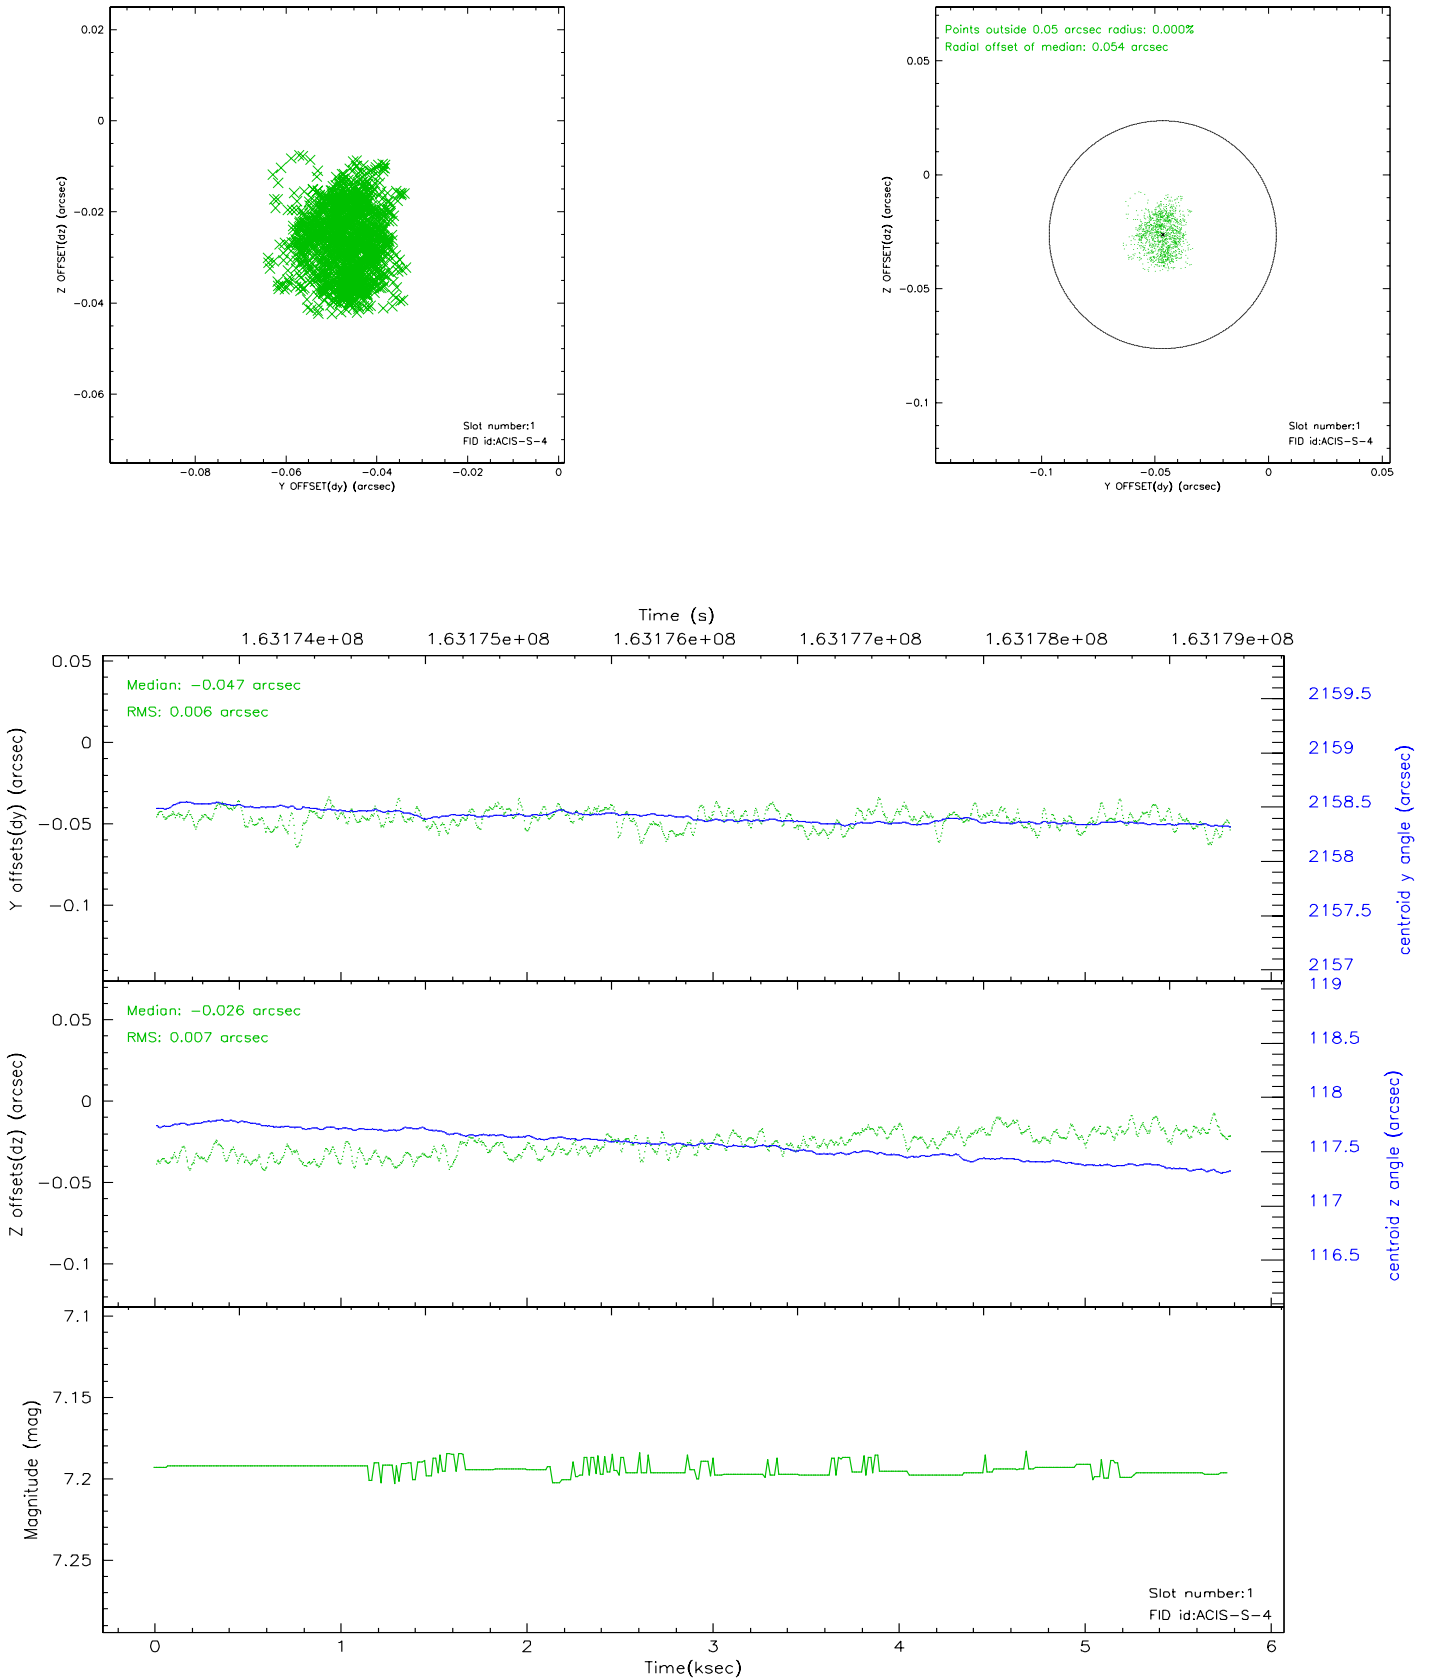 0.02
0
-0.02
-0.04
-0.06
Z OFFSET(dz) (arcsec)
Slot number:1
FID id:ACIS-S-4
-0.08
-0.06
-0.04
-0.02
0
Y OFFSET(dy) (arcsec)
Points outside 0.05 arcsec radius: 0.000%
Radial offset of median: 0.054 arcsec
0.05
0
-0.05
-0.1
Z OFFSET(dz) (arcsec)
Slot number:1
FID id:ACIS-S-4
-0.1
-0.05
0
0.05
Y OFFSET(dy) (arcsec)
Time (s)
1.63174e+08
1.63175e+08
1.63176e+08
1.63177e+08
1.63178e+08
1.63179e+08
0.05
0
-0.05
-0.1
Y offsets(dy) (arcsec)
Median: -0.047 arcsec
RMS: 0.006 arcsec
2159.5
2159
2158.5
2158
2157.5
2157
centroid y angle (arcsec)
0.05
0
-0.05
-0.1
Z offsets(dz) (arcsec)
Median: -0.026 arcsec
RMS: 0.007 arcsec
119
118.5
118
117.5
117
116.5
centroid z angle (arcsec)
7.1
7.15
7.2
7.25
Magnitude (mag)
Slot number:1
FID id:ACIS-S-4
0
1
2
3
4
5
6
Time(ksec)